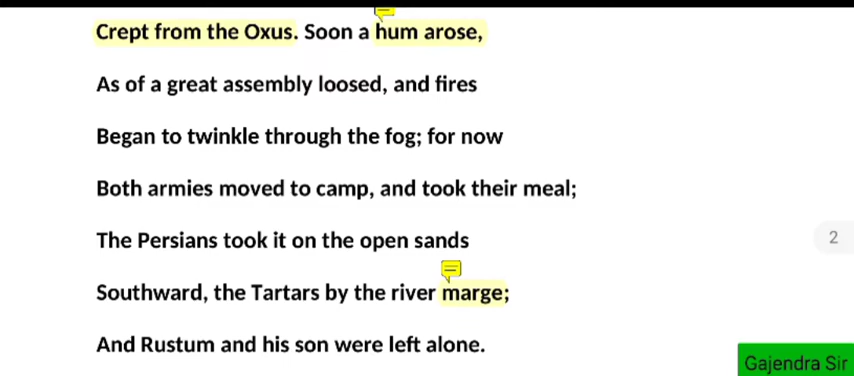 Crept from the Oxus. Soon a hum arose,
As of a great assembly loosed, and fires
Began to twinkle through the fog; for now
Both armies moved to camp, and took their meal;
The Persians took it on the open sands
2
Southward, the Tartars by the river marge;
And Rustum and his son were left alone.
Gajendra Sir